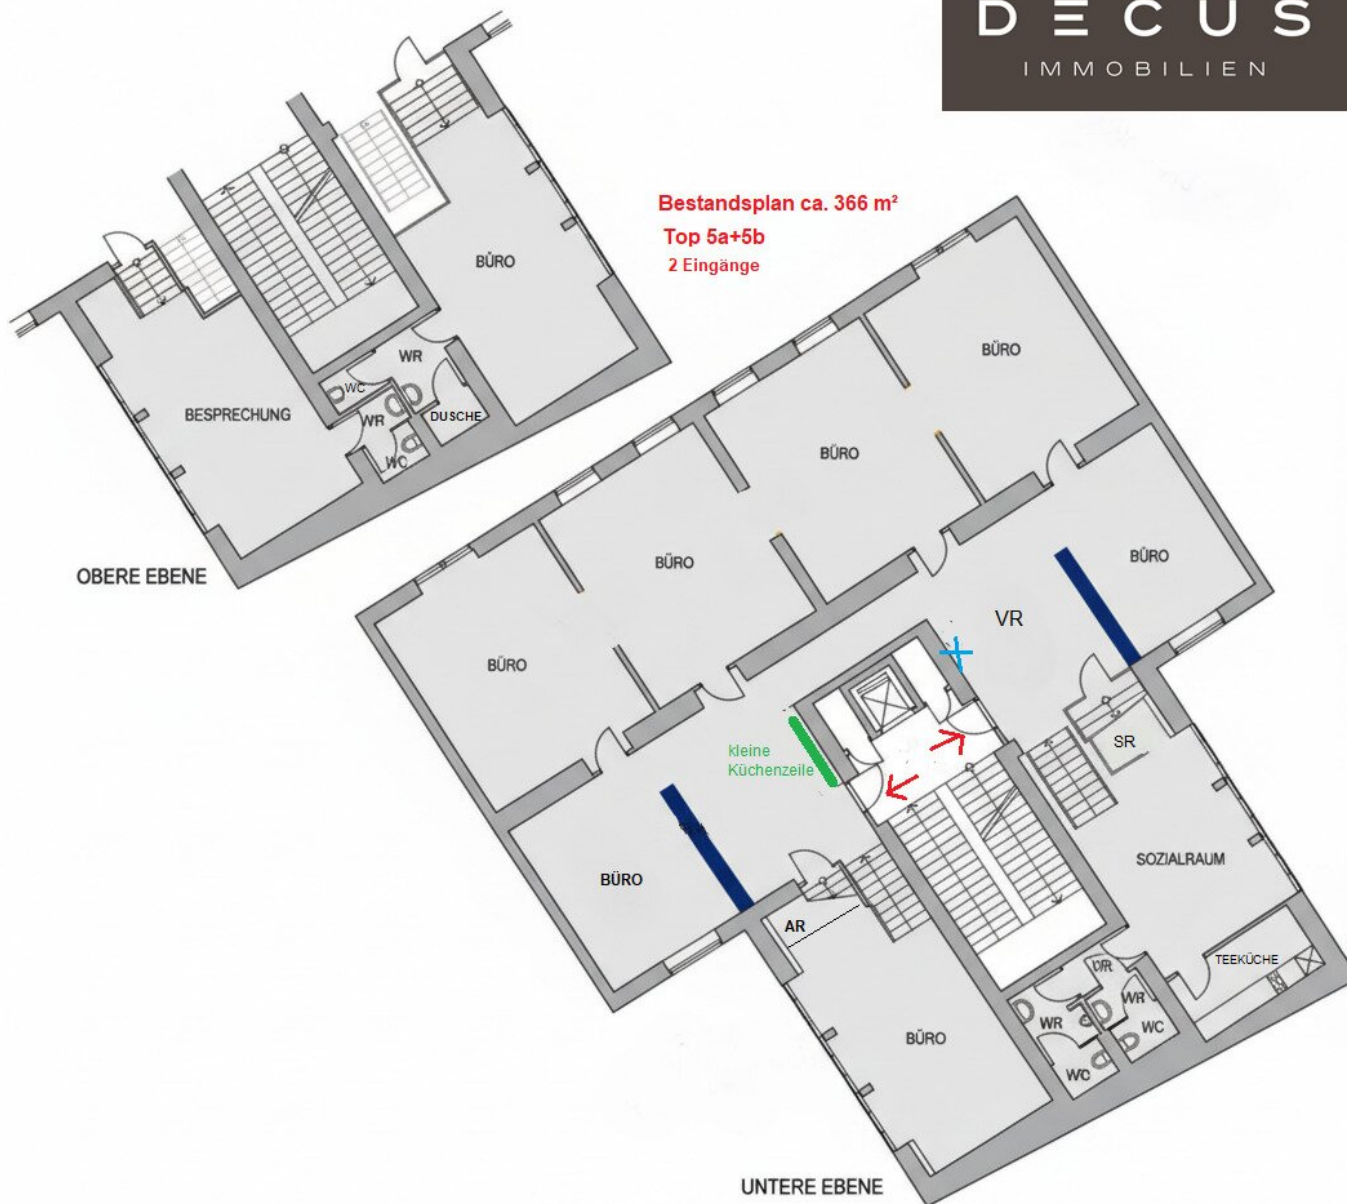 DECUS
IMMOBILIEN
Bestandsplan ca. 366 m²
Top 5a+5b
2 Eingänge
BÜRO
WR
WC
DUSCHE
BESPRECHUNG
WR
WC
OBERE EBENE
BÜRO
BÜRO
BÜRO
BÜRO
BÜRO
VR
SR
kleine
Küchenzeile
BÜRO
SOZIALRAUM
AR
TEEKÜCHE
BÜRO
WR
WR
WC
WC
UNTERE EBENE